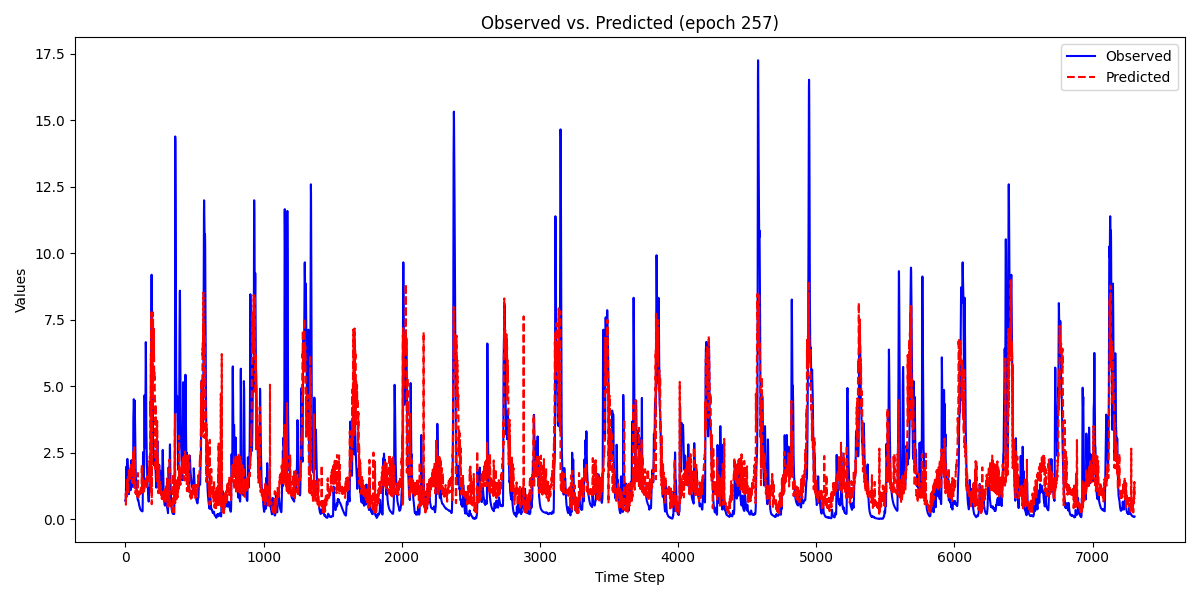 Observed vs. Predicted (epoch 257)
Observed
Predicted
Values
17.5
15.0
12.5
10.0
7.5
5.0
2.5
0.0
0 1000 2000 3000 4000 5000 6000 7000
Time Step